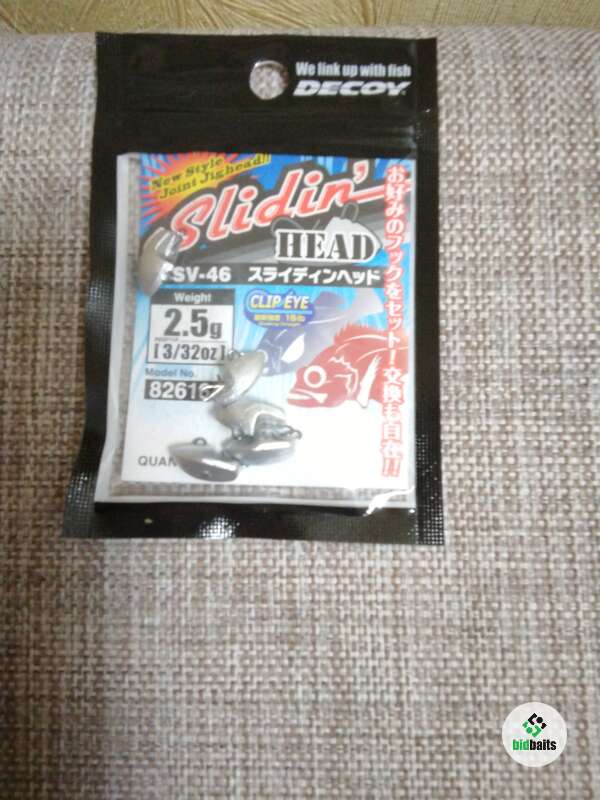 We link up with fish
DECOY
New Style
Joint Jighead!!
Slidin'
HEAD
SV-46 スライディンヘッド
Weight
2.5g
[3/32oz]
CLIP EYE
Model No.
82616
QUAN
お好みのフックをセット!交換も自在!!
bidbaits